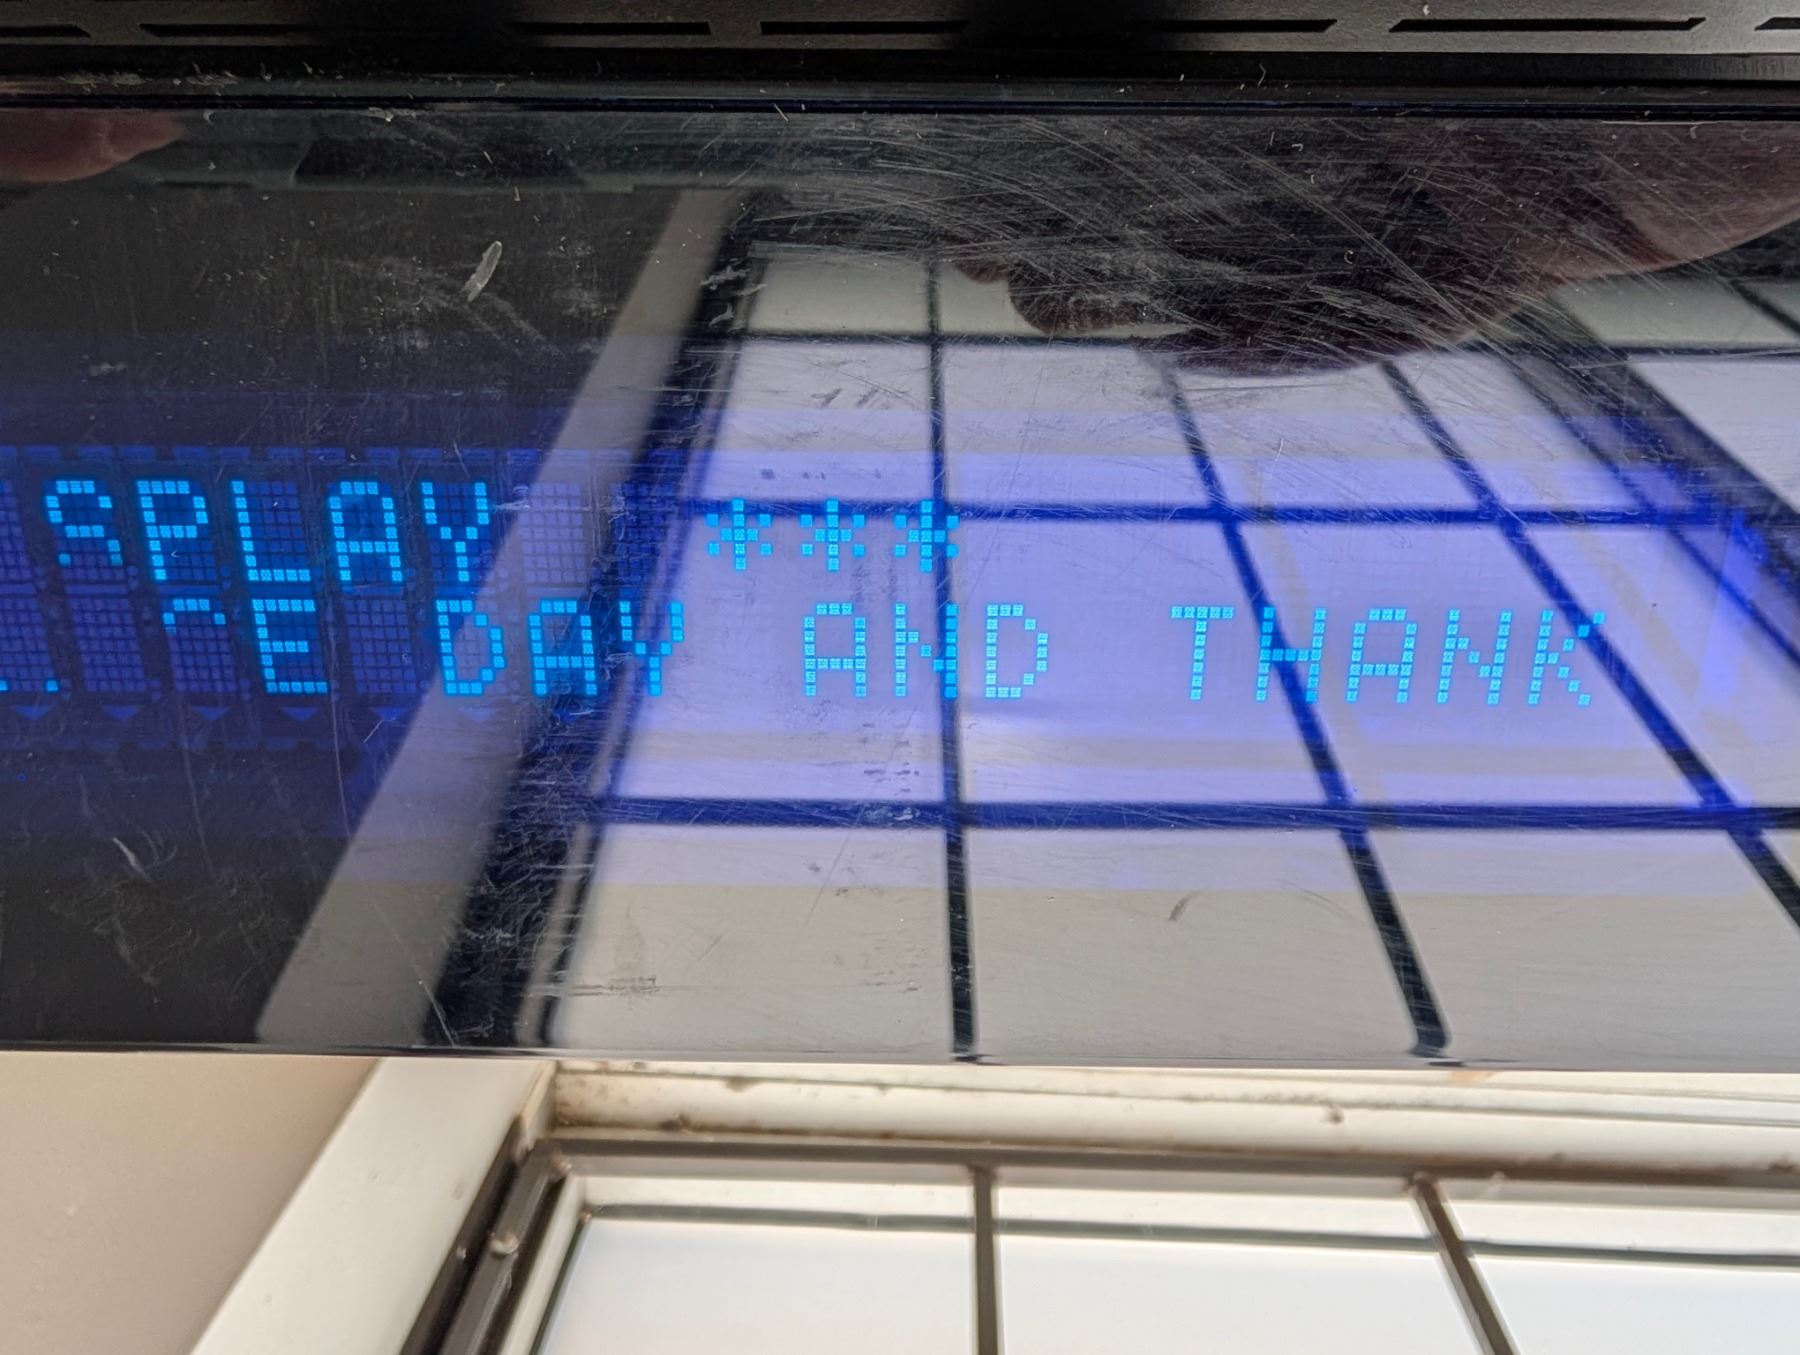 SPLAY ***
E DAY AND THANK